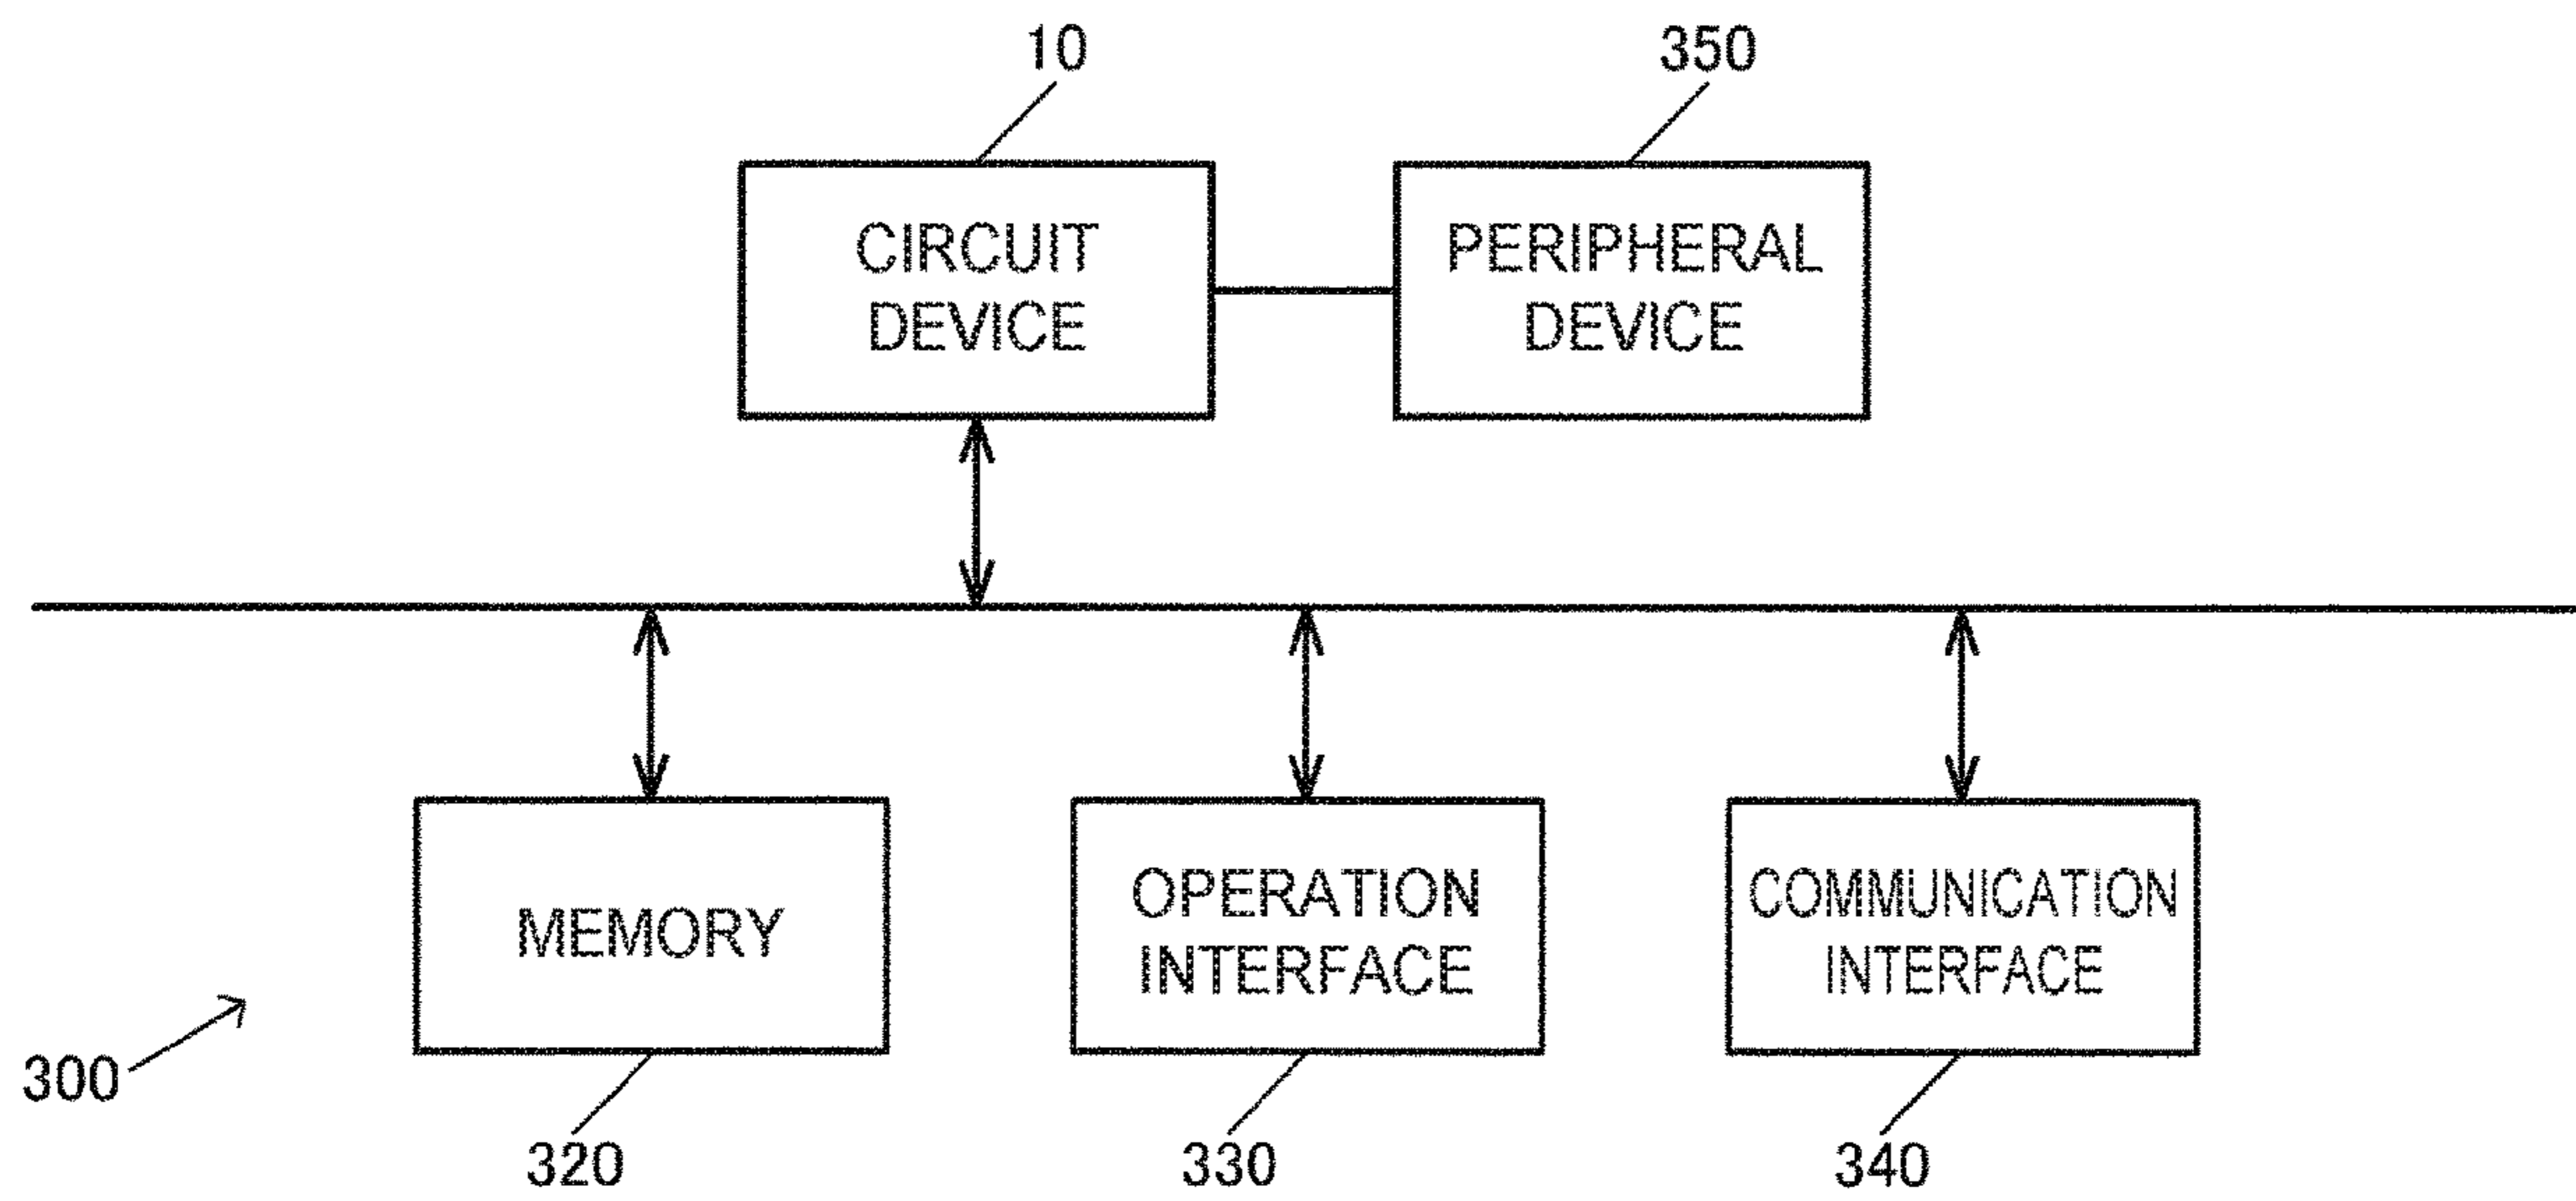 10
350
CIRCUIT
DEVICE
PERIPHERAL
DEVICE
MEMORY
OPERATION
INTERFACE
COMMUNICATION
INTERFACE
300
320
330
340